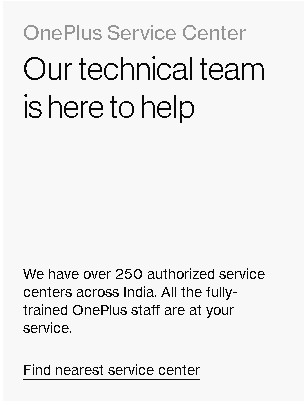 OnePlus Service Center
Our technical team
is here to help
We have over 250 authorized service
centers across India. All the fully-
trained OnePlus staff are at your
service.
Find nearest service center